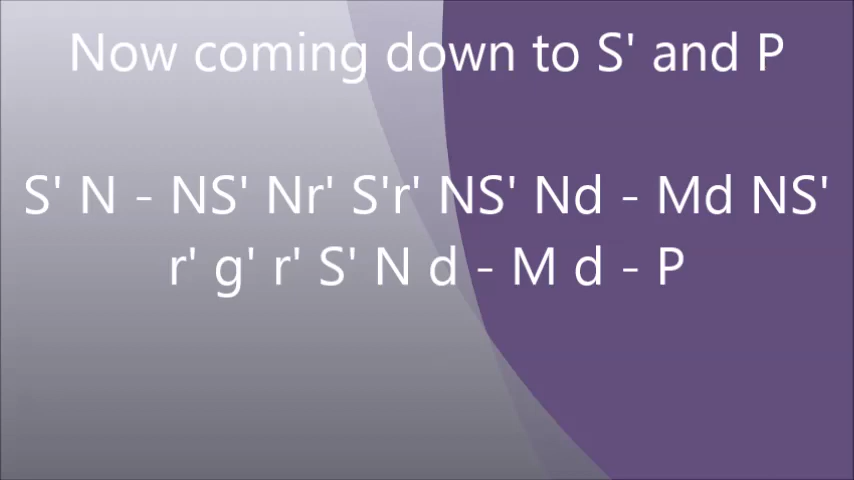 Now coming down to S' and P
S' N - NS' Nr' S'r' NS' Nd - Md NS'
r' g' r' S' N d - M d - P